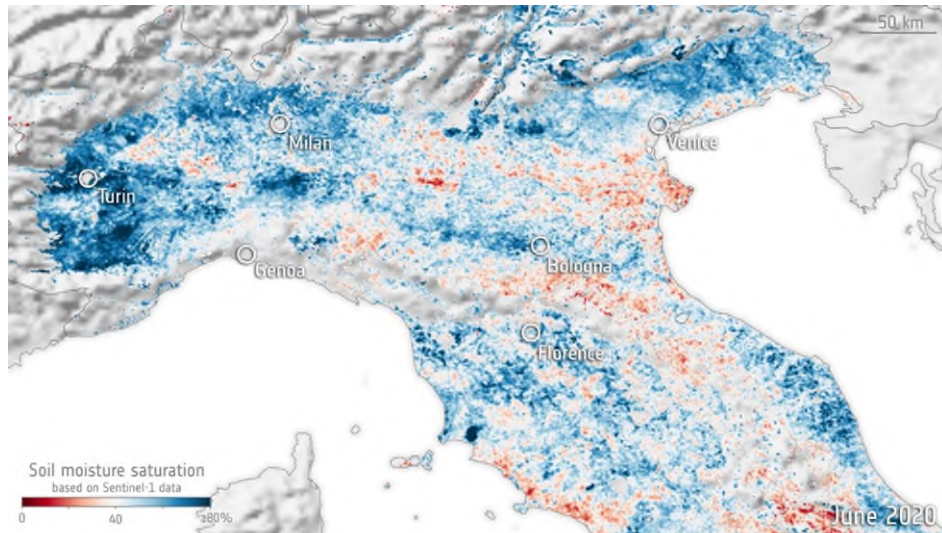 50 km
Milan
Venice
Turin
Genoa
Bologna
Florence
Soil moisture saturation
based on Sentinel-1 data
0 40 ≥80%
June 2020